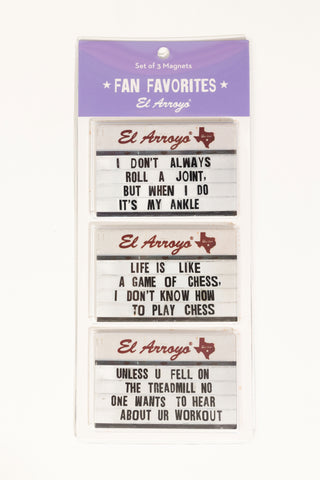 Set of 3 Magnets
★ FAN FAVORITES ★
El Arroyo®
El Arroyo®
I DON'T ALWAYS
ROLL A JOINT,
BUT WHEN I DO
IT'S MY ANKLE
El Arroyo®
LIFE IS LIKE
A GAME OF CHESS,
I DON'T KNOW HOW
TO PLAY CHESS
El Arroyo®
UNLESS U FELL ON
THE TREADMILL NO
ONE WANTS TO HEAR
ABOUT UR WORKOUT